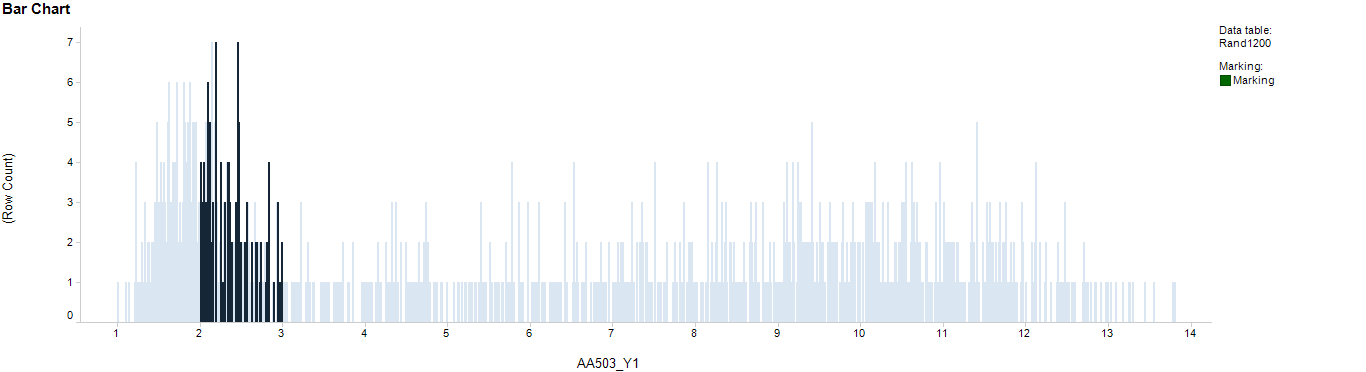 Bar Chart
Data table:
Rand1200
Marking:
Marking
(Row Count)
7
6
5
4
3
2
1
0
1 2 3 4 5 6 7 8 9 10 11 12 13 14
AA503_Y1